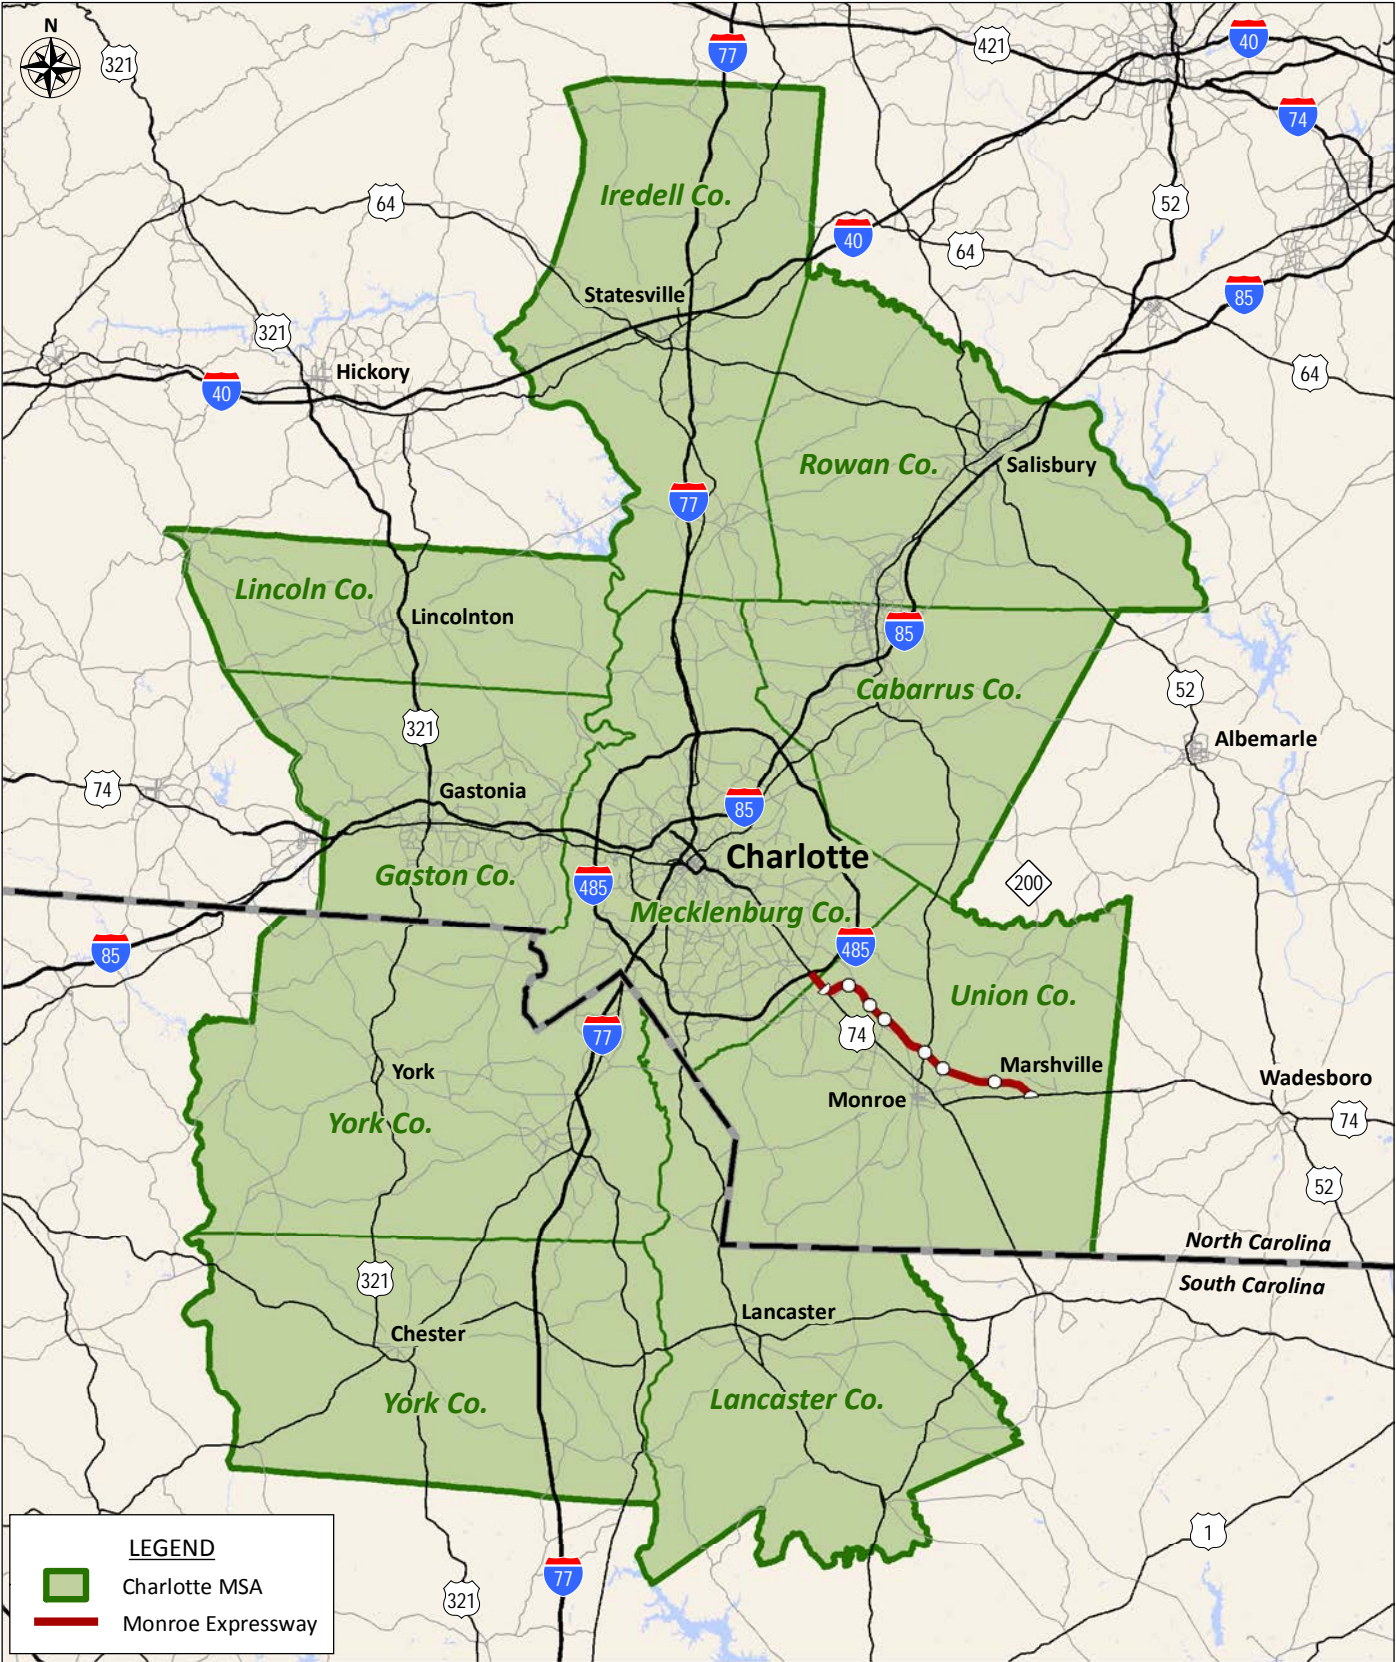 N
321
77
421
40
74
Iredell Co.
64
52
40
64
85
Statesville
321
Hickory
64
40
Rowan Co.
Salisbury
77
Lincoln Co.
Lincolnton
85
Cabarrus Co.
52
321
Albemarle
74
Gastonia
85
Charlotte
Gaston Co.
485
200
Mecklenburg Co.
85
485
Union Co.
77
74
York
Marshville
Wadesboro
Monroe
York Co.
74
52
North Carolina
321
South Carolina
Lancaster
Chester
York Co.
Lancaster Co.
1
LEGEND
Charlotte MSA
Monroe Expressway
77
321